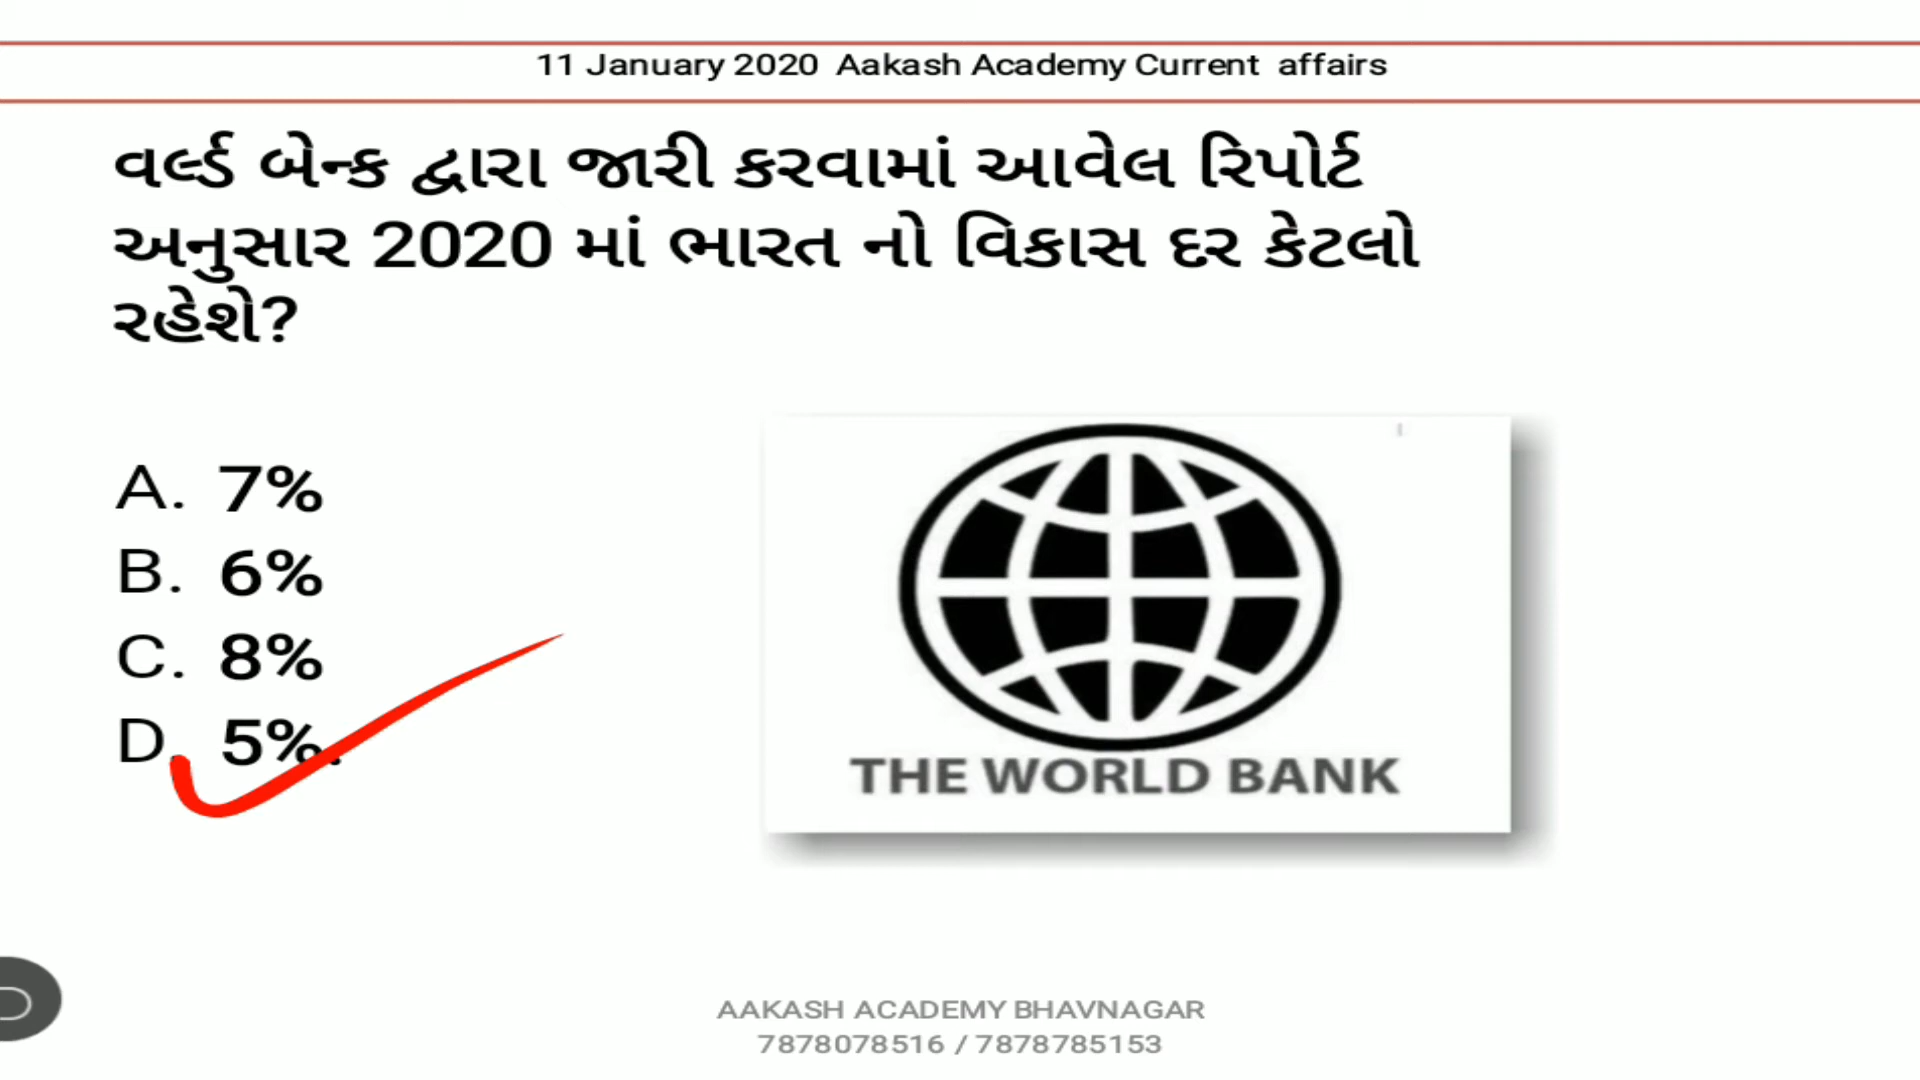 11 January 2020 Aakash Academy Current affairs
વર્લ્ડ બેન્ક દ્વારા જારી કરવામાં આવેલ રિપોર્ટ
અનુસાર 2020 માં ભારત નો વિકાસ દર કેટલો
રહેશે?
A. 7%
B. 6%
C. 8%
D. 5%.
THE WORLD BANK
AAKASH ACADEMY BHAVNAGAR
7878078516 / 7878785153